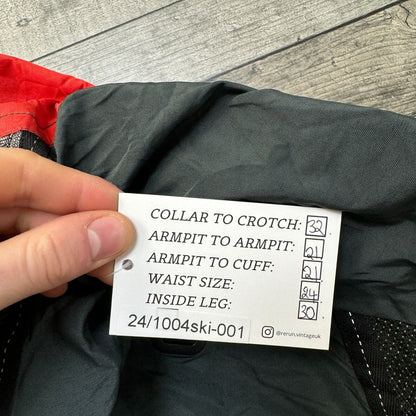 COLLAR TO CROTCH: 32
ARMPIT TO ARMPIT: 21
ARMPIT TO CUFF: 21
WAIST SIZE: 24
INSIDE LEG: 30
24/1004ski-001
@rerun.vintageuk